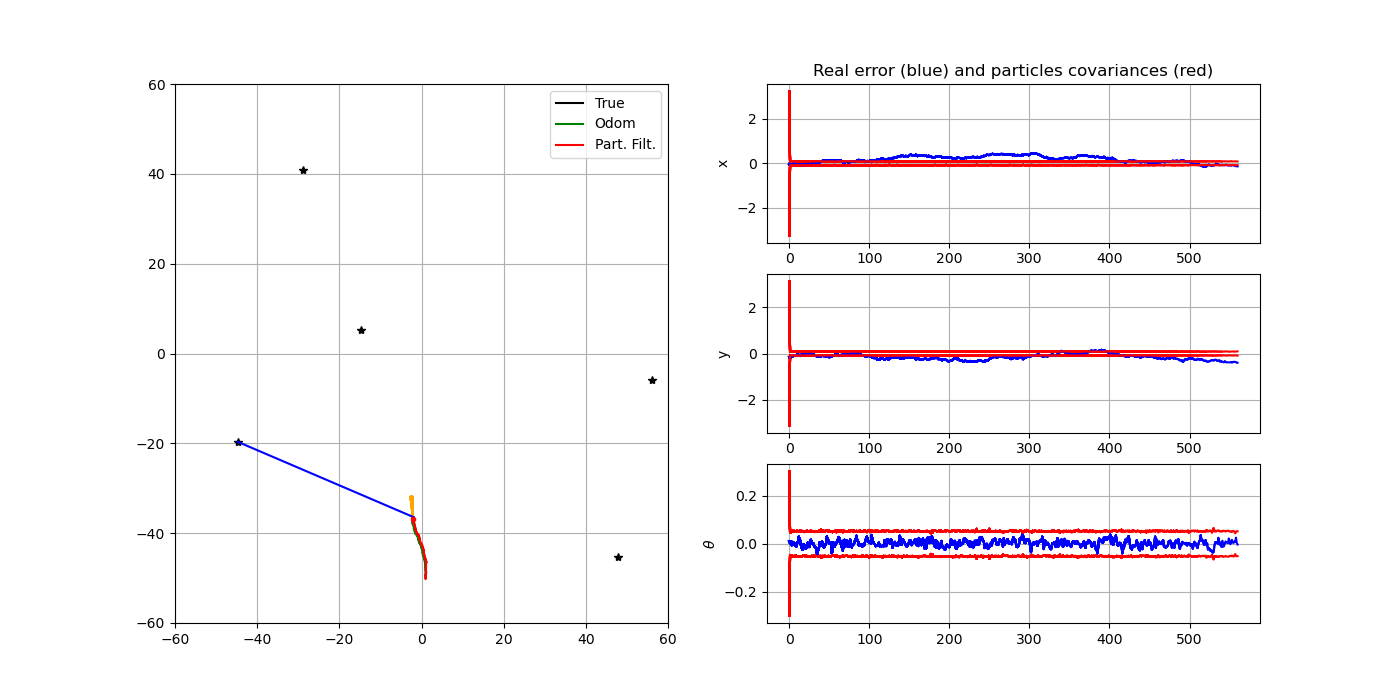 60
40
20
0
−20
−40
−60
−60 −40 −20 0 20 40 60
True
Odom
Part. Filt.
Real error (blue) and particles covariances (red)
x
2
0
−2
0 100 200 300 400 500
y
2
0
−2
0 100 200 300 400 500
θ
0.2
0.0
−0.2
0 100 200 300 400 500